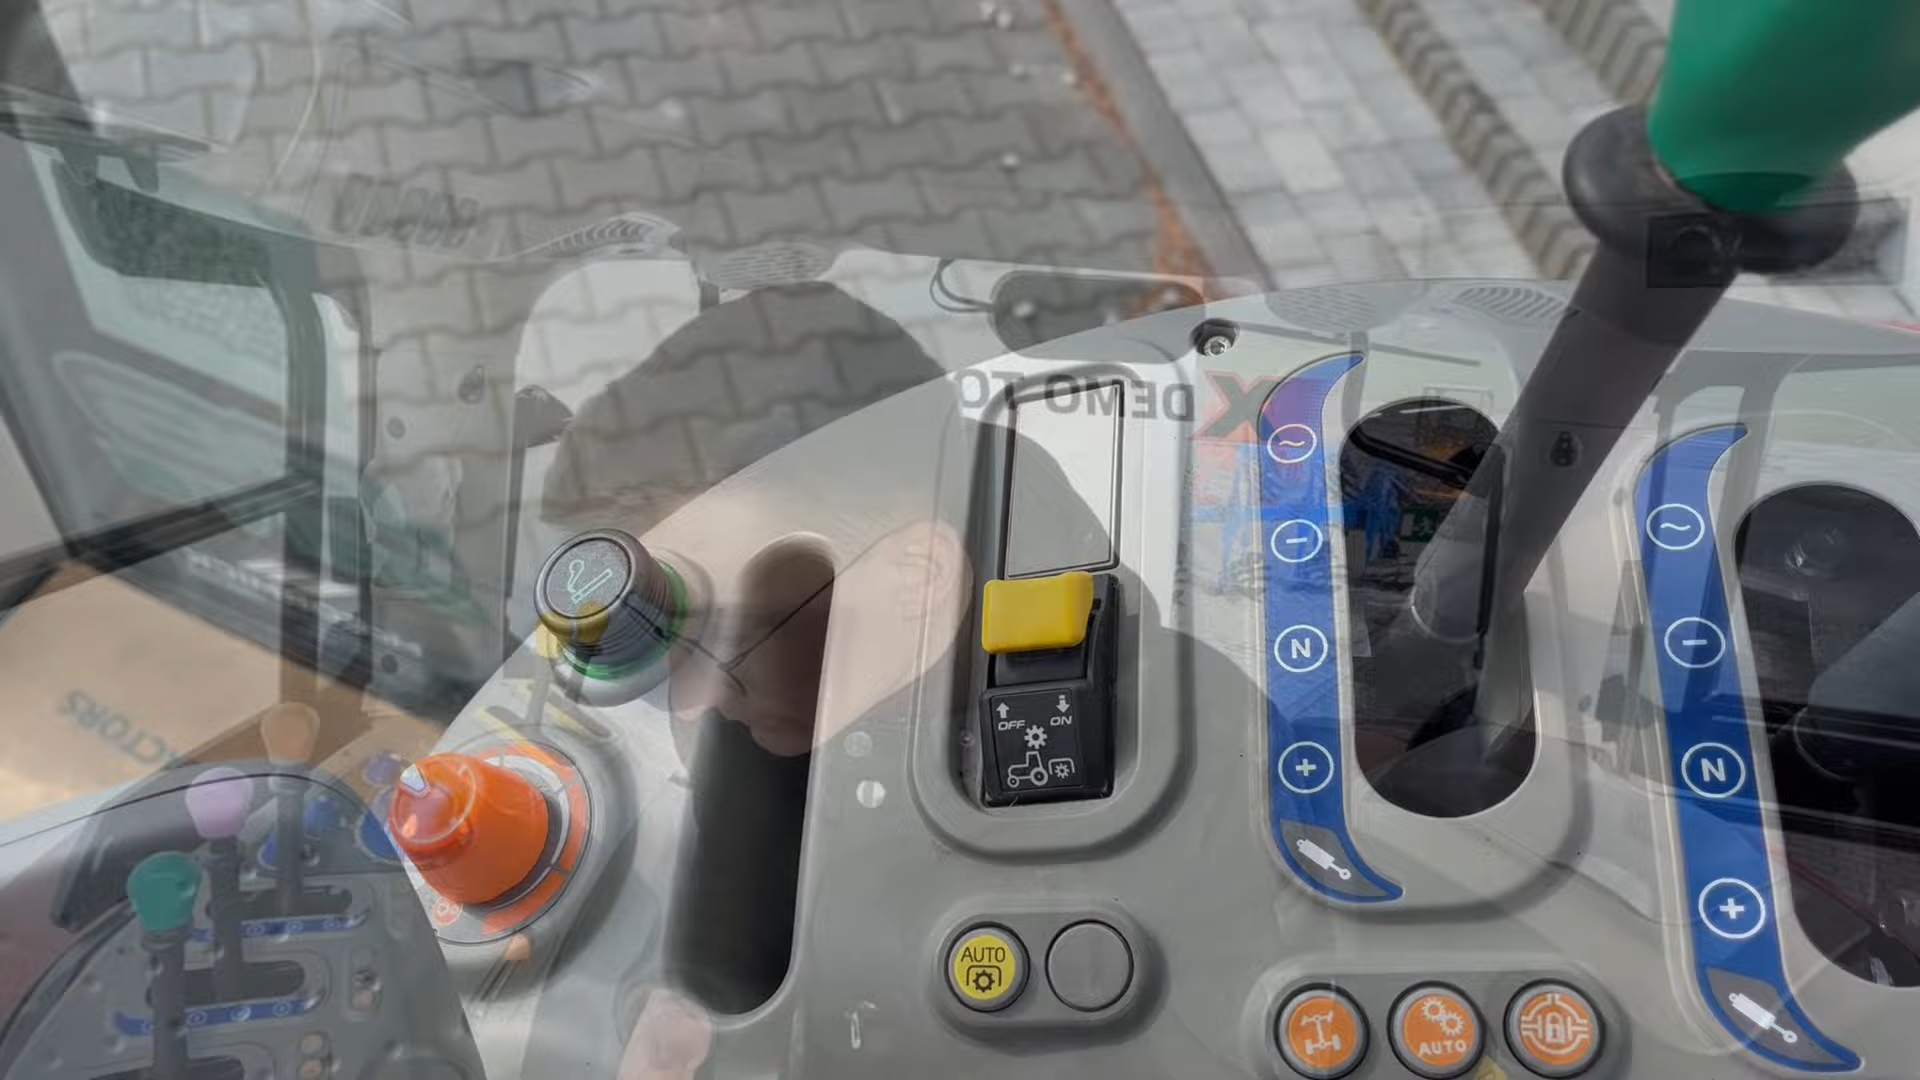 DEMO TO
X
CTORS
OFF ON
N
N
AUTO
AUTO